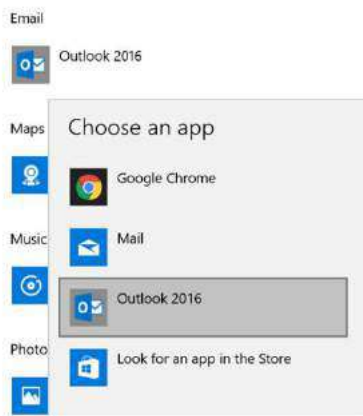 Email
Outlook 2016
Maps
Choose an app
Google Chrome
Music
Mail
Outlook 2016
Photo
Look for an app in the Store